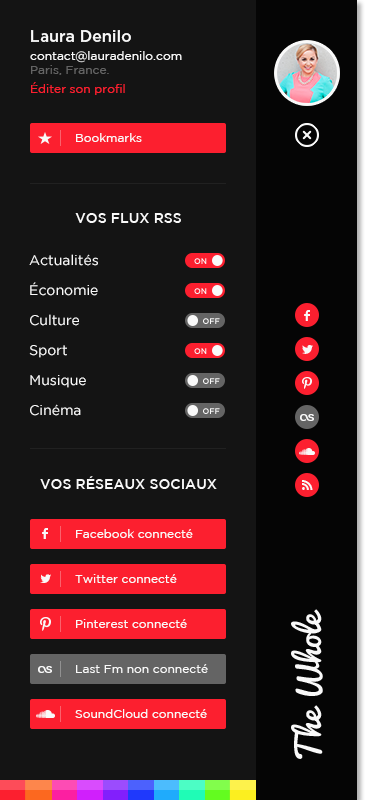 Laura Denilo
contact@lauradenilo.com
Paris, France.
Éditer son profil
Bookmarks
VOS FLUX RSS
Actualités ON
Économie ON
Culture OFF
Sport ON
Musique OFF
Cinéma OFF
VOS RÉSEAUX SOCIAUX
Facebook connecté
Twitter connecté
Pinterest connecté
Last Fm non connecté
SoundCloud connecté
The Whole